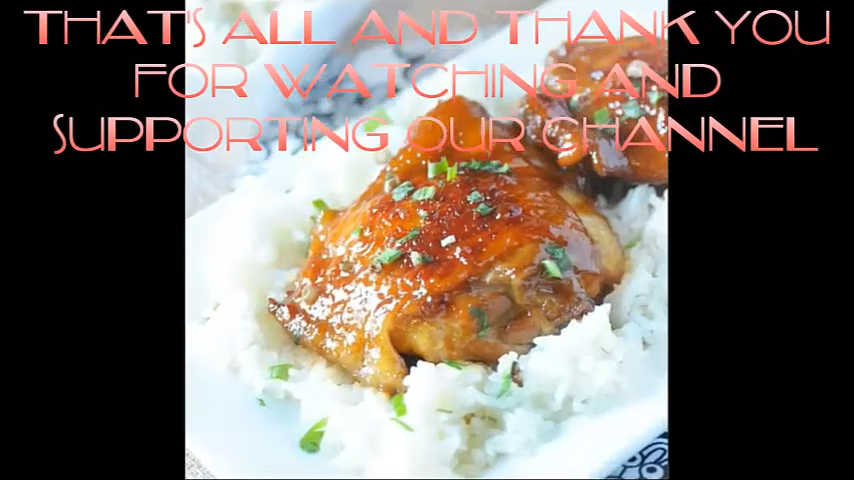 THAT'S ALL AND THANK YOU
FOR WATCHING AND
SUPPORTING OUR CHANNEL